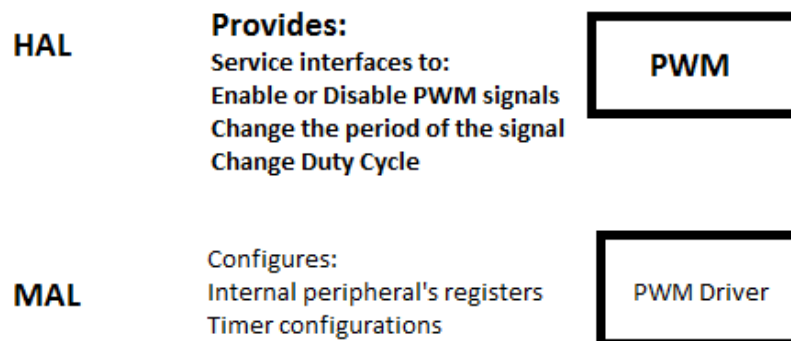 HAL
Provides:
Service interfaces to:
Enable or Disable PWM signals
Change the period of the signal
Change Duty Cycle
PWM
MAL
Configures:
Internal peripheral's registers
Timer configurations
PWM Driver